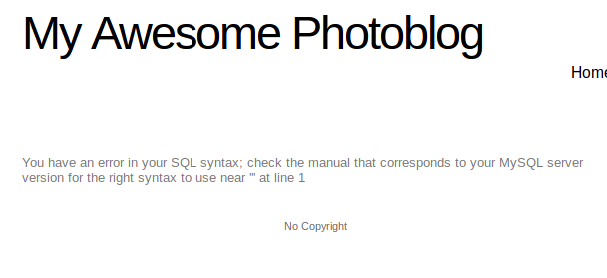 My Awesome Photoblog
Home
You have an error in your SQL syntax; check the manual that corresponds to your MySQL server
version for the right syntax to use near ''' at line 1
No Copyright